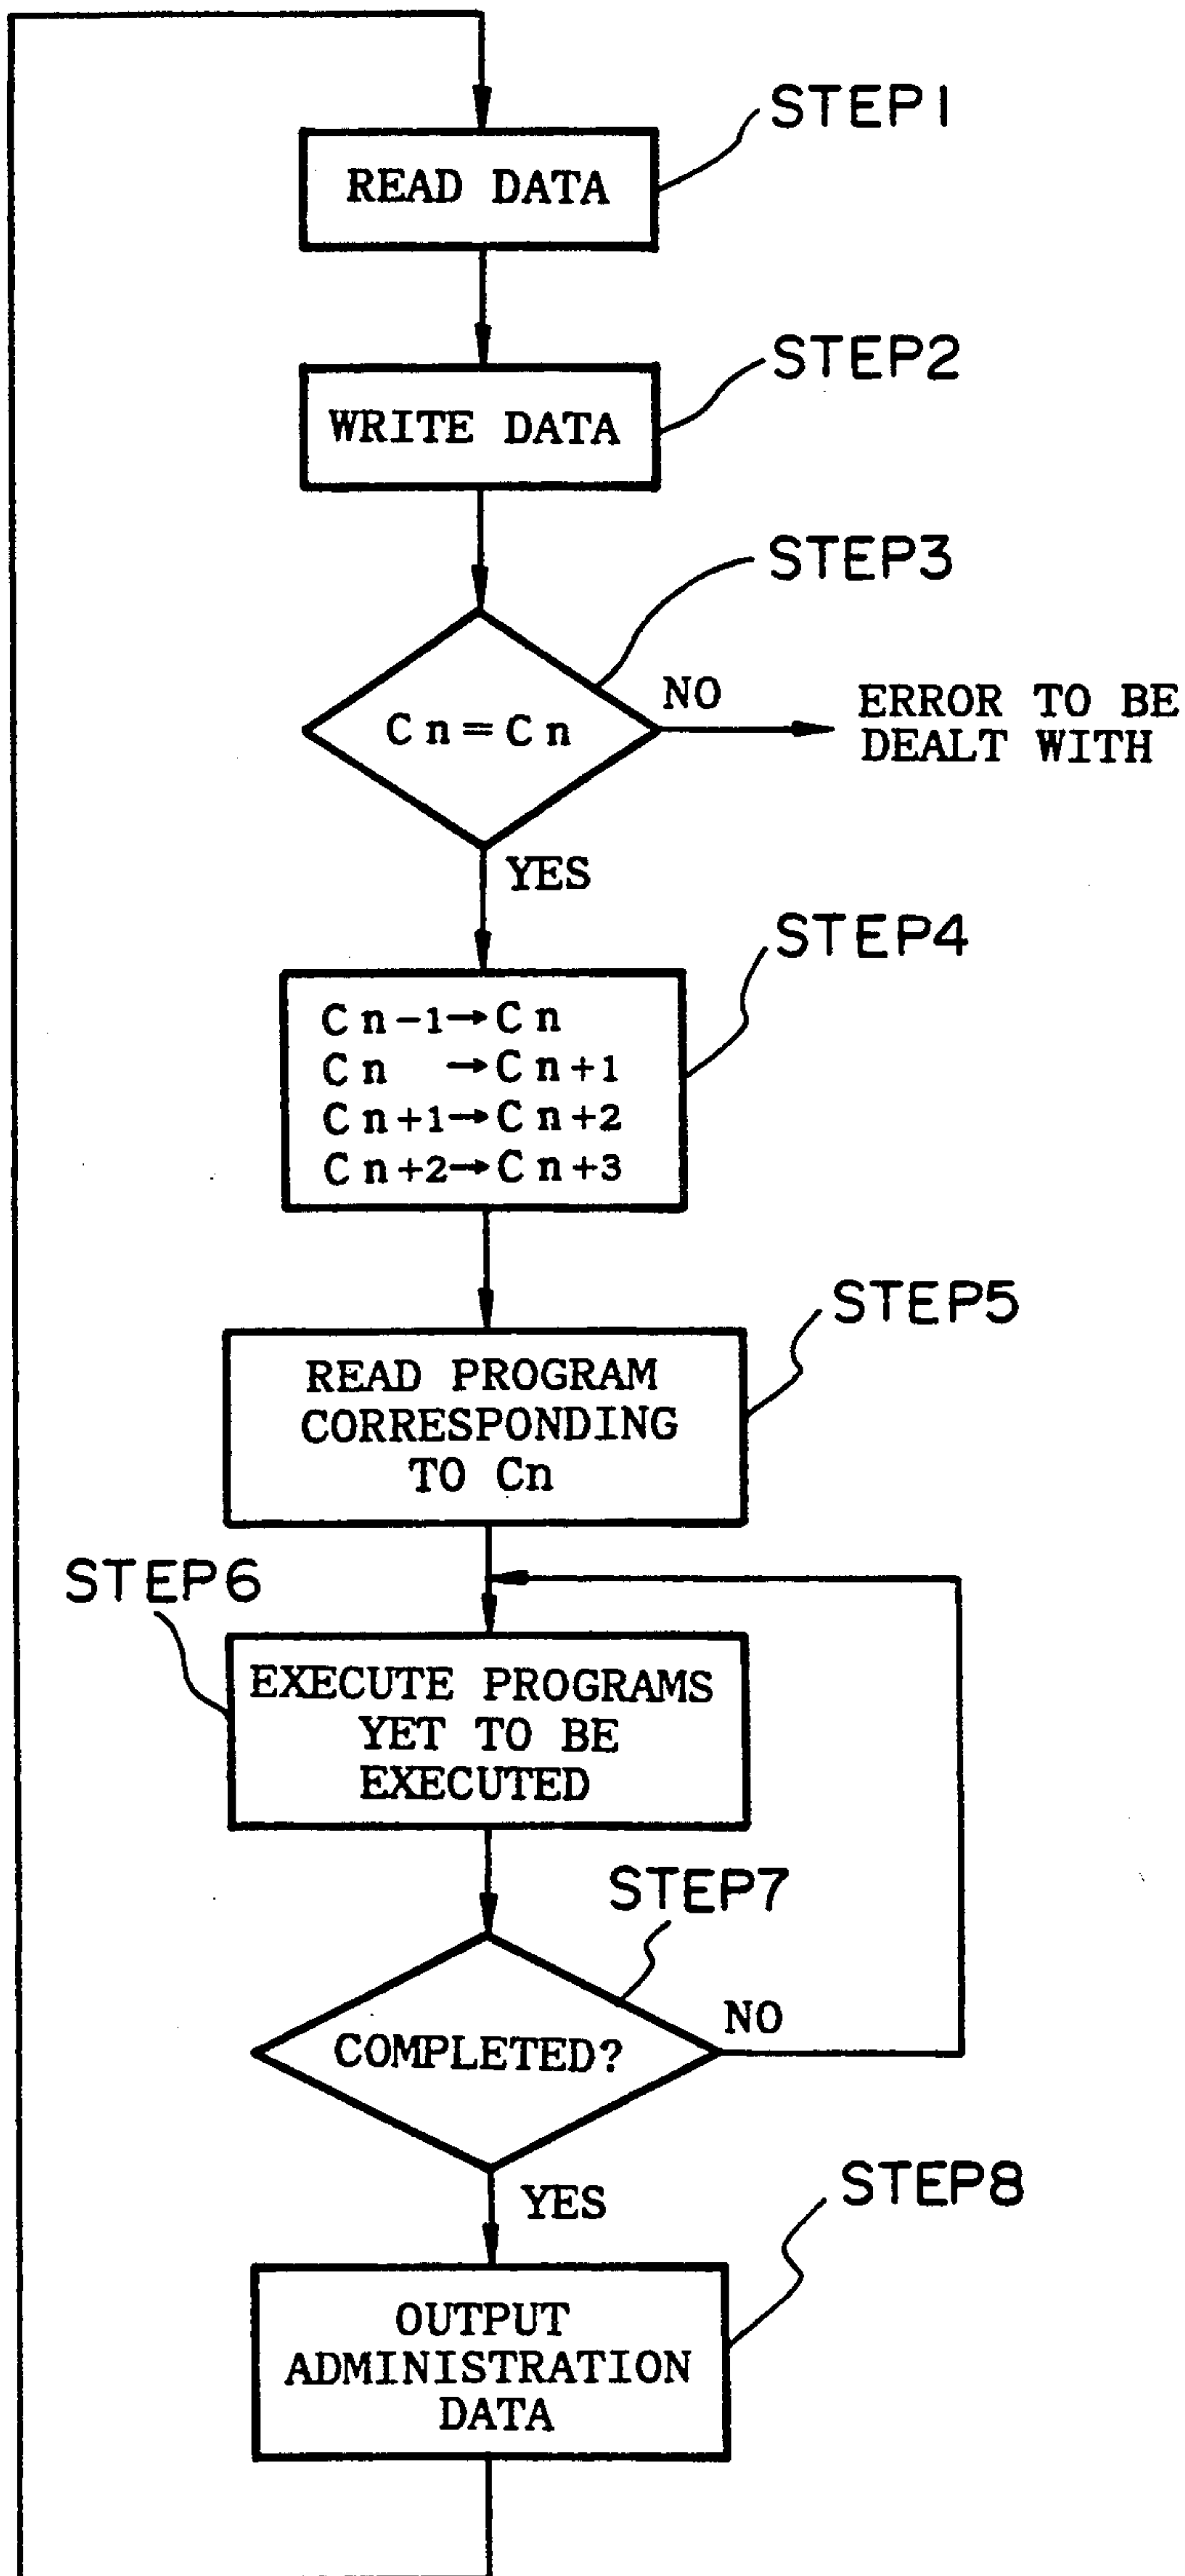 STEP1
READ DATA
STEP2
WRITE DATA
STEP3
Cn=Cn
NO
ERROR TO BE
DEALT WITH
YES
STEP4
Cn-1→Cn
Cn →Cn+1
Cn+1→Cn+2
Cn+2→Cn+3
STEP5
READ PROGRAM
CORRESPONDING
TO Cn
STEP6
EXECUTE PROGRAMS
YET TO BE
EXECUTED
STEP7
COMPLETED?
NO
YES
STEP8
OUTPUT
ADMINISTRATION
DATA